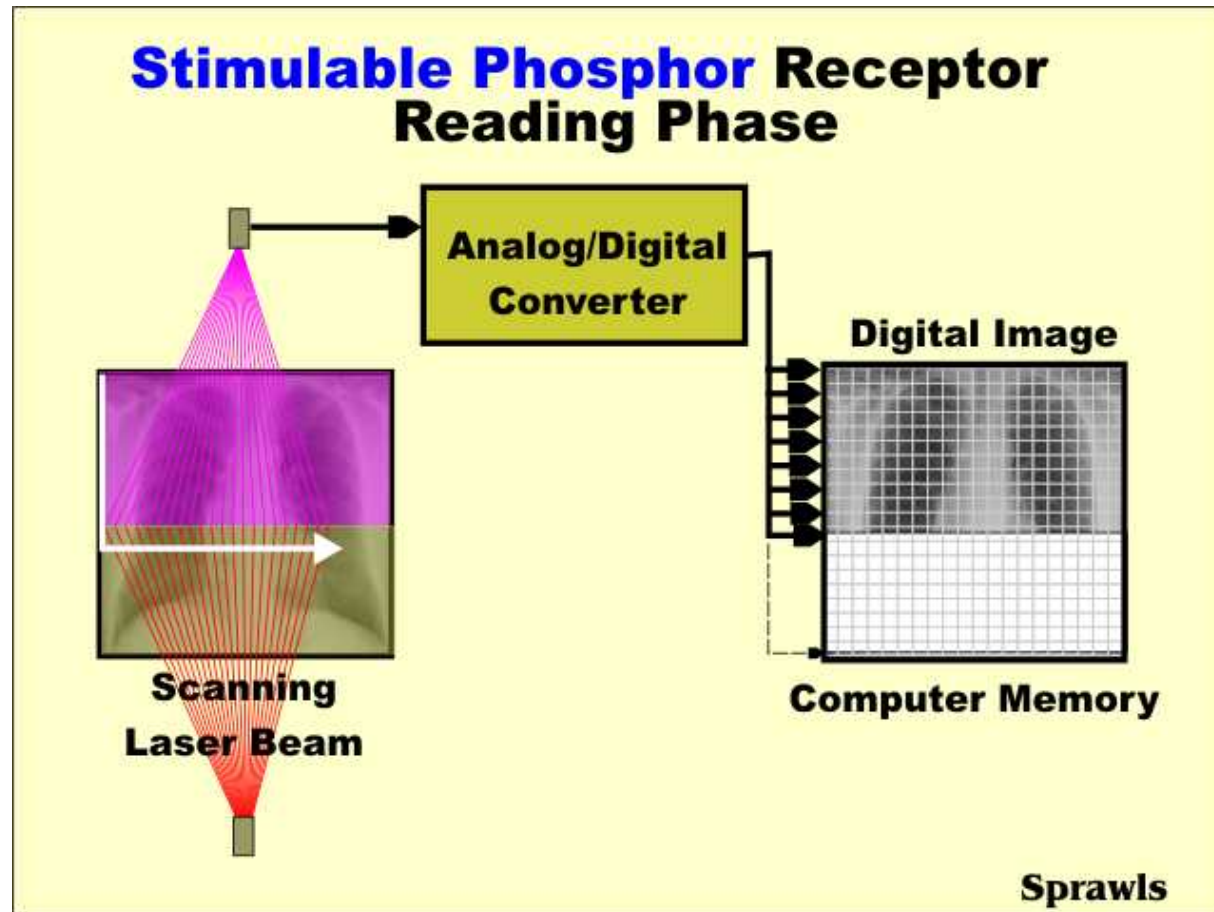 Stimulable Phosphor Receptor
Reading Phase
Analog/Digital
Converter
Digital Image
Scanning
Laser Beam
Computer Memory
Sprawls